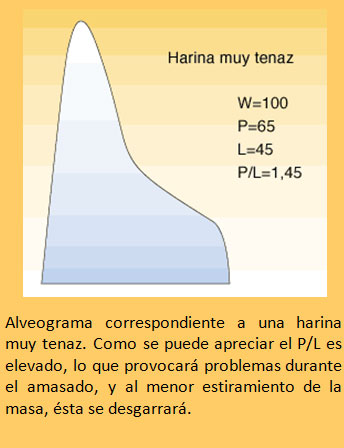 Harina muy tenaz
W=100
P=65
L=45
P/L=1,45
Alveograma correspondiente a una harina
muy tenaz. Como se puede apreciar el P/L es
elevado, lo que provocará problemas durante
el amasado, y al menor estiramiento de la
masa, ésta se desgarrará.